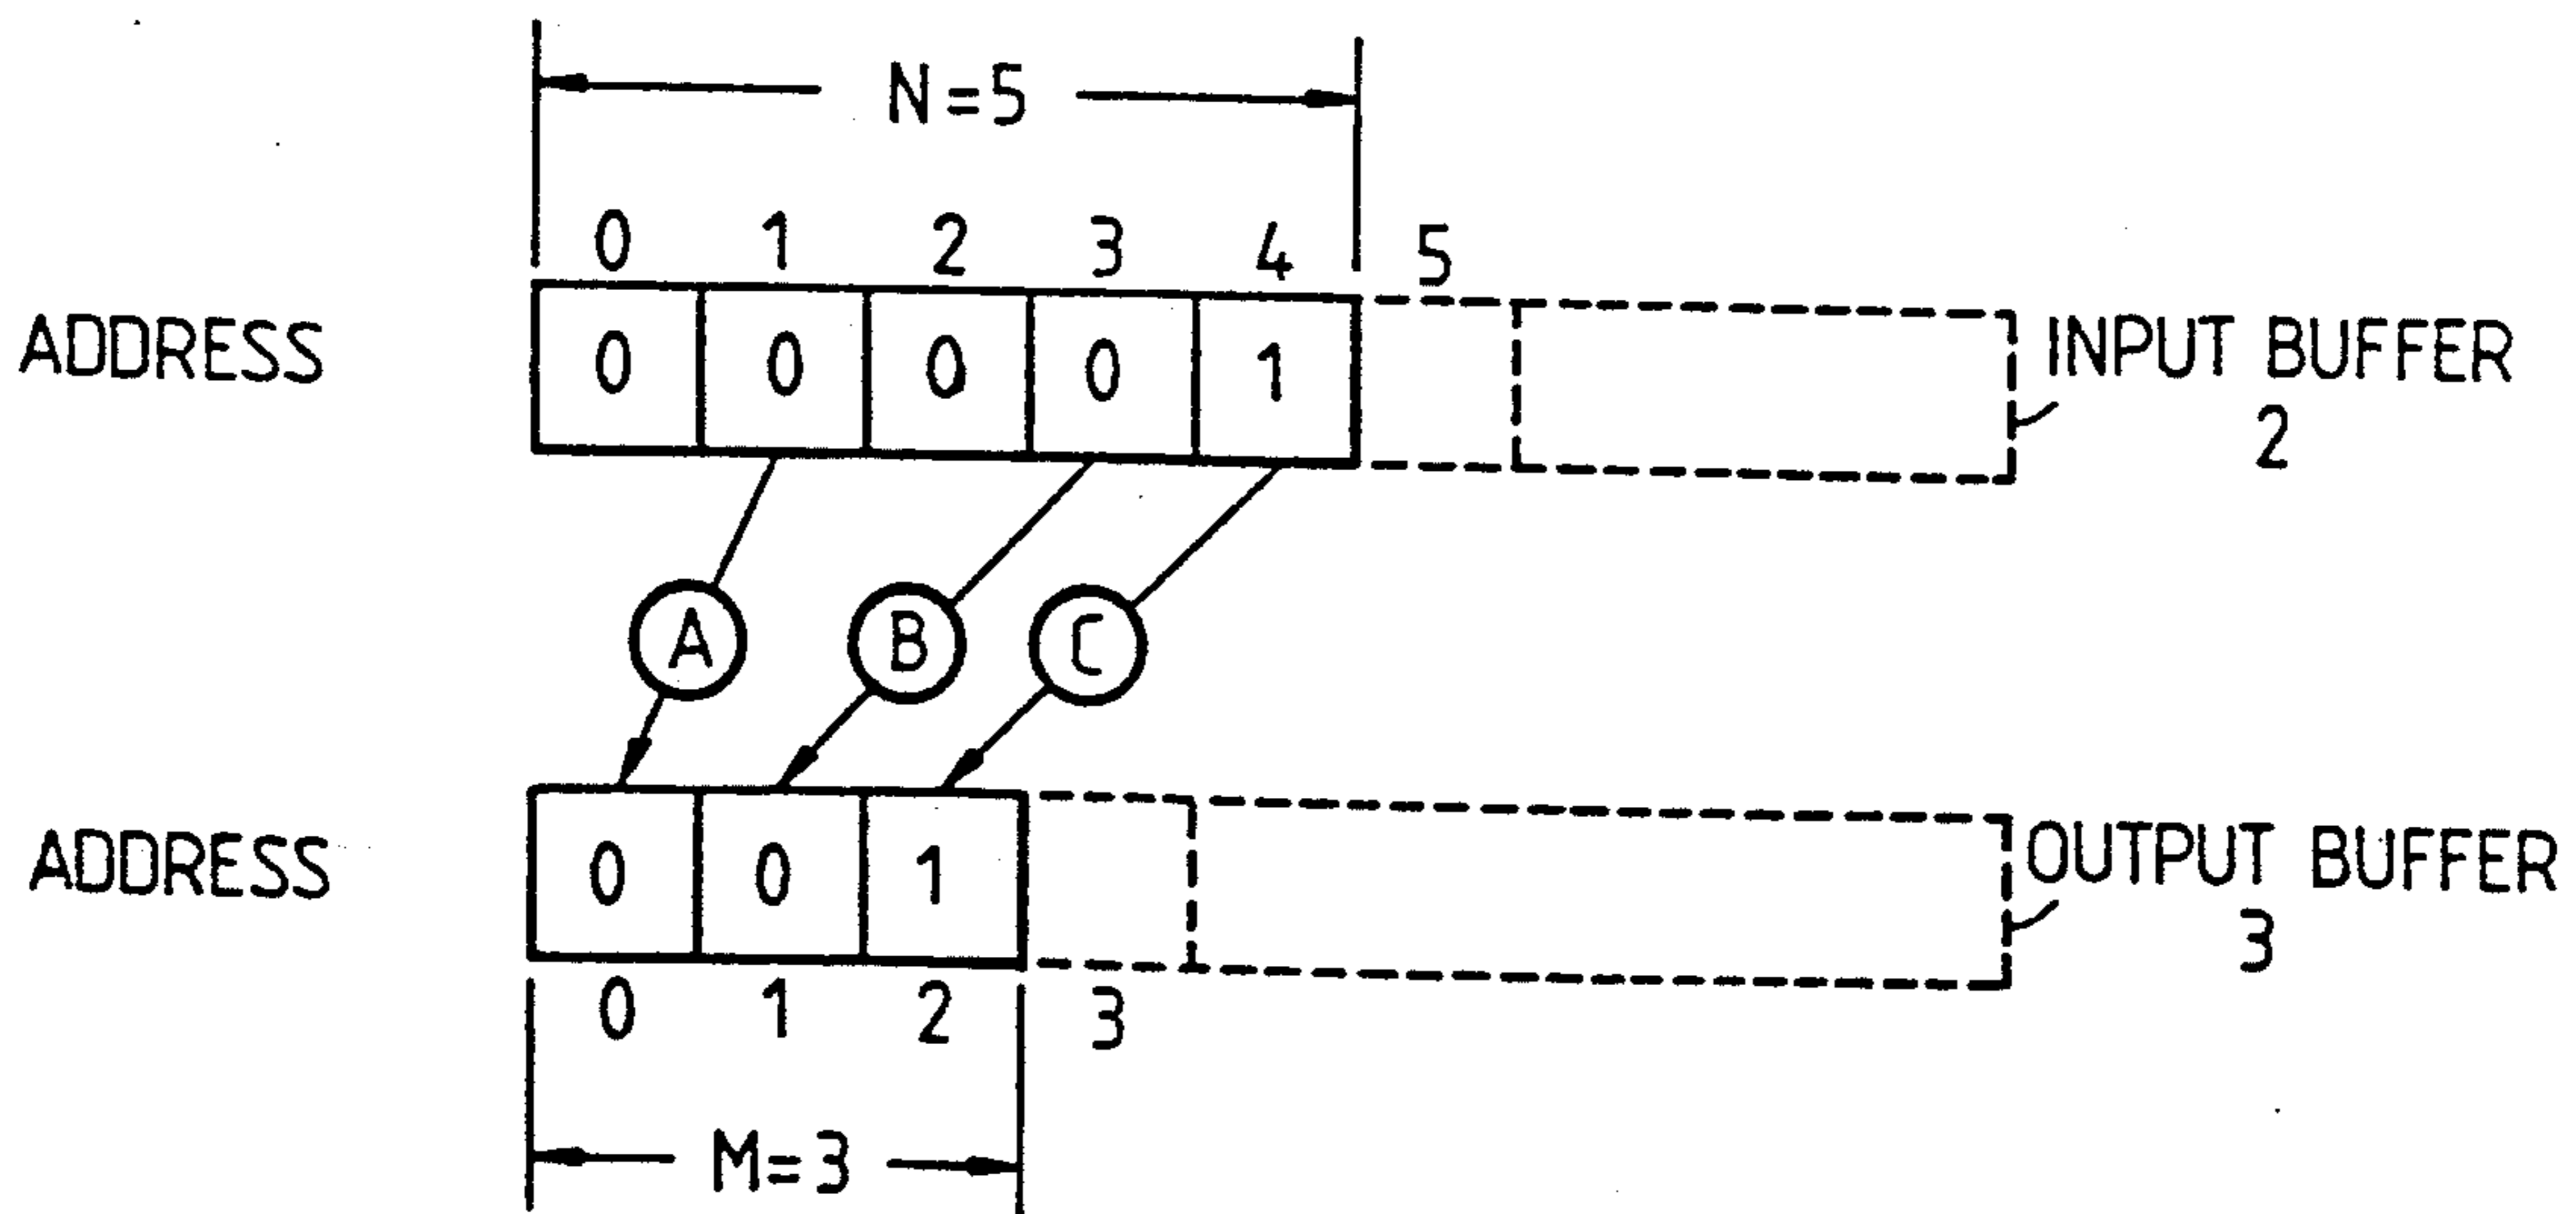 N=5
0 1 2 3 4 5
ADDRESS 0 0 0 0 1 INPUT BUFFER
2
A B C
ADDRESS 0 0 1 OUTPUT BUFFER
3
0 1 2 3
M=3